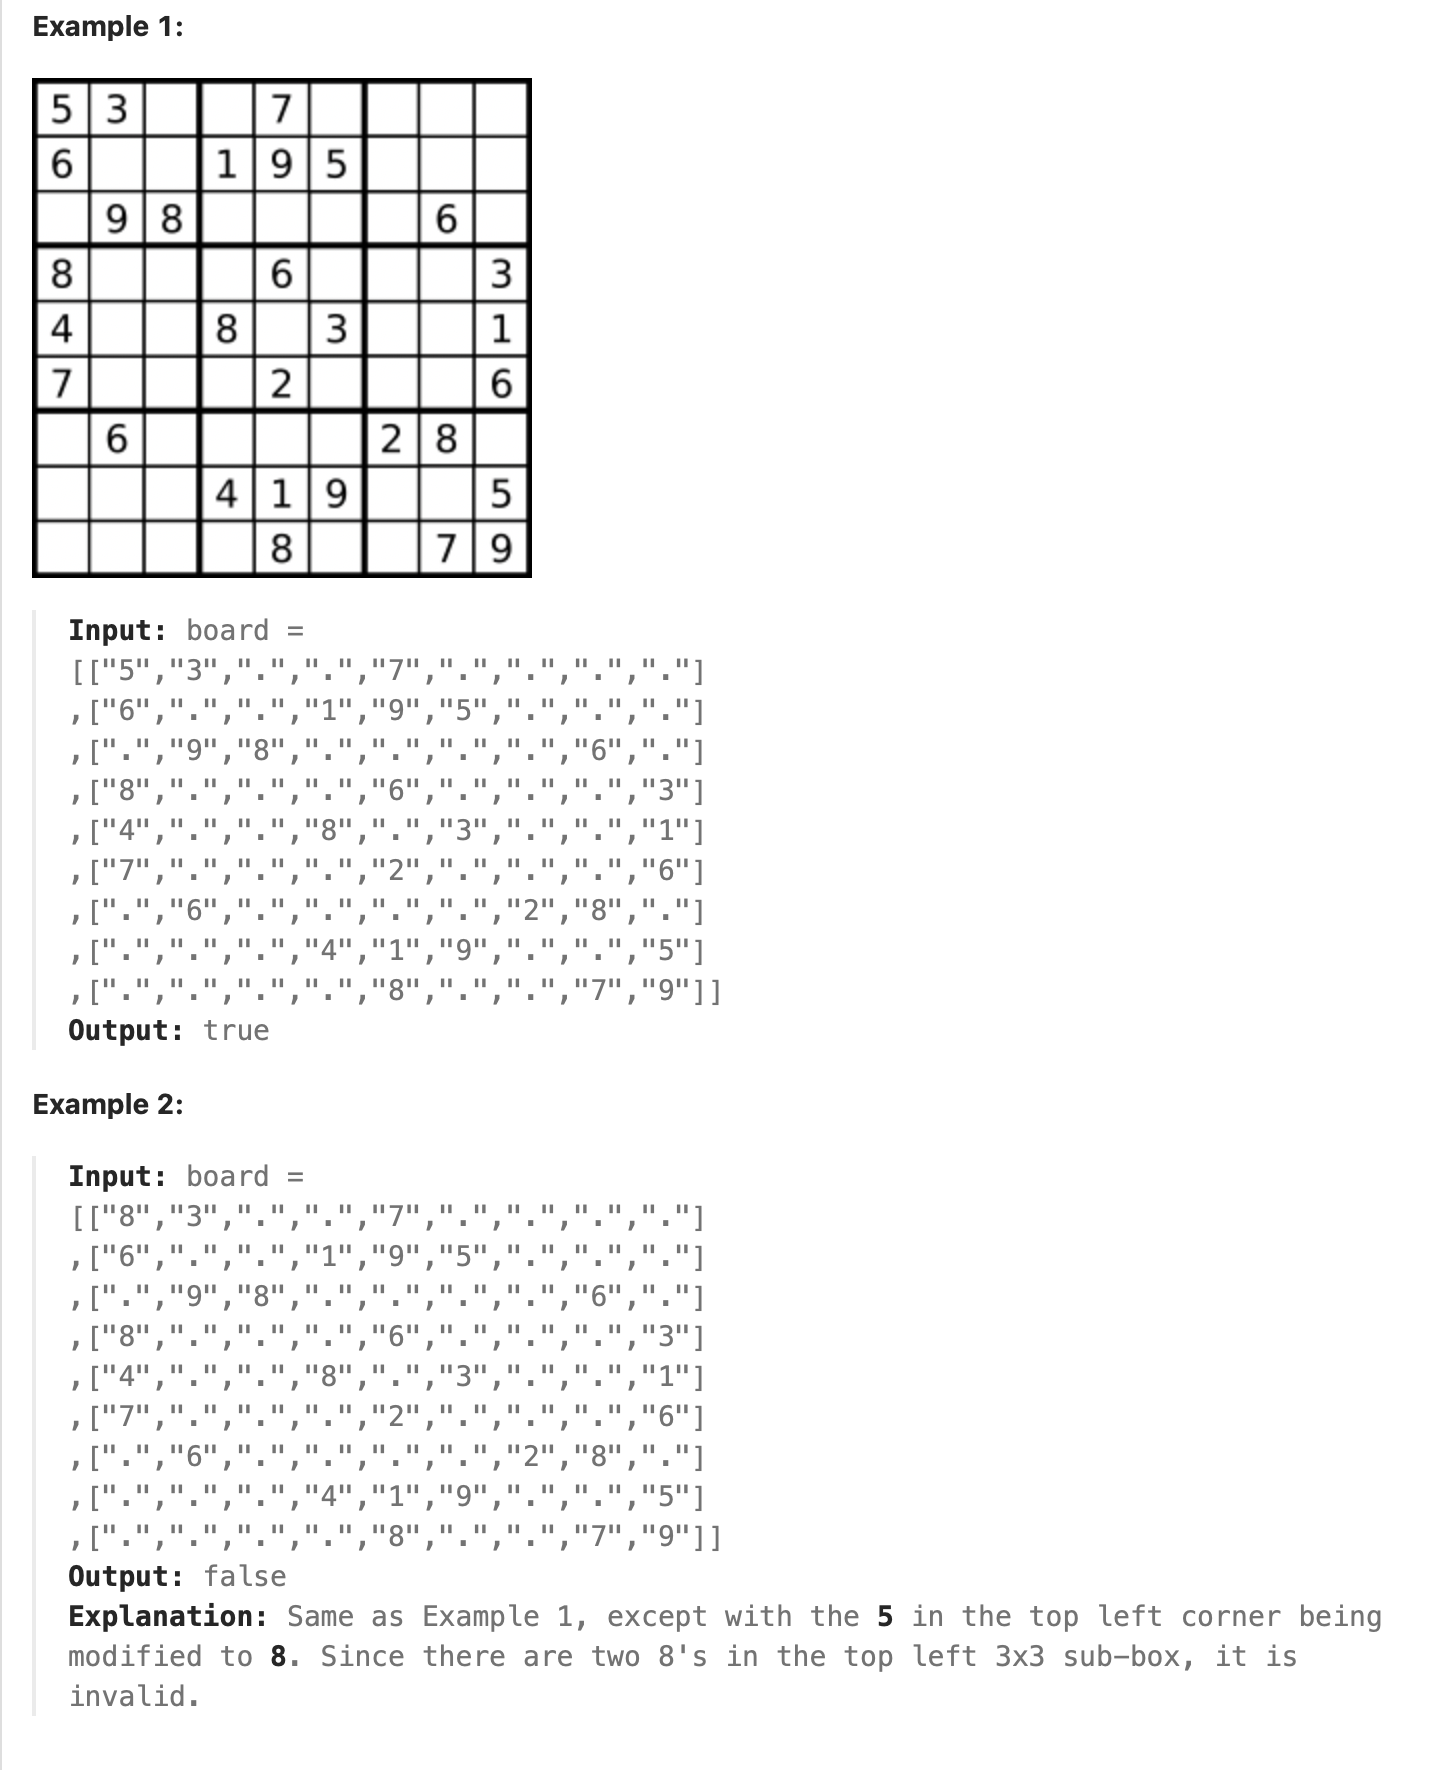 Example 1:
5 3 7
6 1 9 5
9 8 6
8 6 3
4 8 3 1
7 2 6
6 2 8
4 1 9 5
8 7 9
Input: board =
[["5","3",".",".","7",".",".",".","."]
,["6",".",".","1","9","5",".",".","."]
,[".","9","8",".",".",".",".","6","."]
,["8",".",".",".","6",".",".",".","3"]
,["4",".",".","8",".","3",".",".","1"]
,["7",".",".",".","2",".",".",".","6"]
,[".","6",".",".",".",".","2","8","."]
,[".",".",".","4","1","9",".",".","5"]
,[".",".",".",".","8",".",".","7","9"]]
Output: true
Example 2:
Input: board =
[["8","3",".",".","7",".",".",".","."]
,["6",".",".","1","9","5",".",".","."]
,[".","9","8",".",".",".",".","6","."]
,["8",".",".",".","6",".",".",".","3"]
,["4",".",".","8",".","3",".",".","1"]
,["7",".",".",".","2",".",".",".","6"]
,[".","6",".",".",".",".","2","8","."]
,[".",".",".","4","1","9",".",".","5"]
,[".",".",".",".","8",".",".","7","9"]]
Output: false
Explanation: Same as Example 1, except with the 5 in the top left corner being
modified to 8. Since there are two 8's in the top left 3x3 sub-box, it is
invalid.